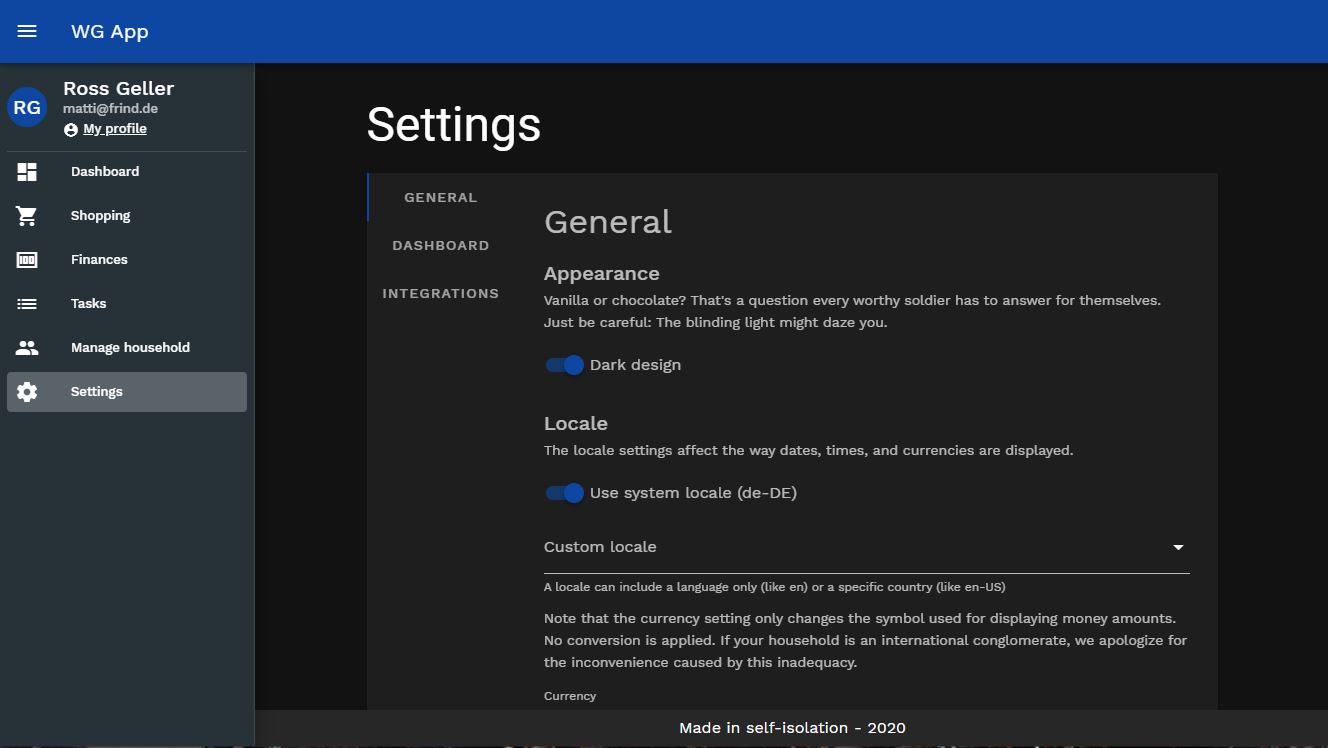 WG App
RG
Ross Geller
matti@frind.de
My profile
Dashboard
Shopping
Finances
Tasks
Manage household
Settings
Settings
GENERAL
DASHBOARD
INTEGRATIONS
General
Appearance
Vanilla or chocolate? That's a question every worthy soldier has to answer for themselves.
Just be careful: The blinding light might daze you.
Dark design
Locale
The locale settings affect the way dates, times, and currencies are displayed.
Use system locale (de-DE)
Custom locale
A locale can include a language only (like en) or a specific country (like en-US)
Note that the currency setting only changes the symbol used for displaying money amounts.
No conversion is applied. If your household is an international conglomerate, we apologize for
the inconvenience caused by this inadequacy.
Currency
Made in self-isolation - 2020